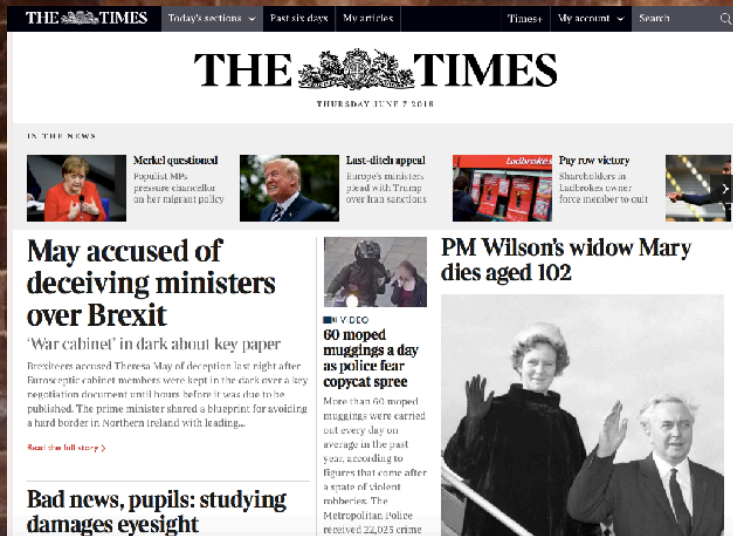 THE TIMES
Today's sections
Past six days
My articles
Times+
My account
Search
THE TIMES
THURSDAY JUNE 7 2018
IN THE NEWS
Merkel questioned
Populist MPs
pressure chancellor
on her migrant policy
Last-ditch appeal
Europe's ministers
plead with Trump
over Iran sanctions
Ladbrokes
Pay row victory
Shareholders in
Ladbrokes owner
force member to quit
May accused of
deceiving ministers
over Brexit
'War cabinet' in dark about key paper
Brexiteers accused Theresa May of deception last night after
Eurosceptic cabinet members were kept in the dark over a key
negotiation document until hours before it was due to be
published. The prime minister shared a blueprint for avoiding
a hard border in Northern Ireland with leading...
Read the full story
Bad news, pupils: studying
damages eyesight
VIDEO
60 moped
muggings a day
as police fear
copycat spree
More than 60 moped
muggings were carried
out every day on
average in the past
year, according to
figures that come after
a spate of violent
robberies. The
Metropolitan Police
received 22,025 crime
PM Wilson's widow Mary
dies aged 102